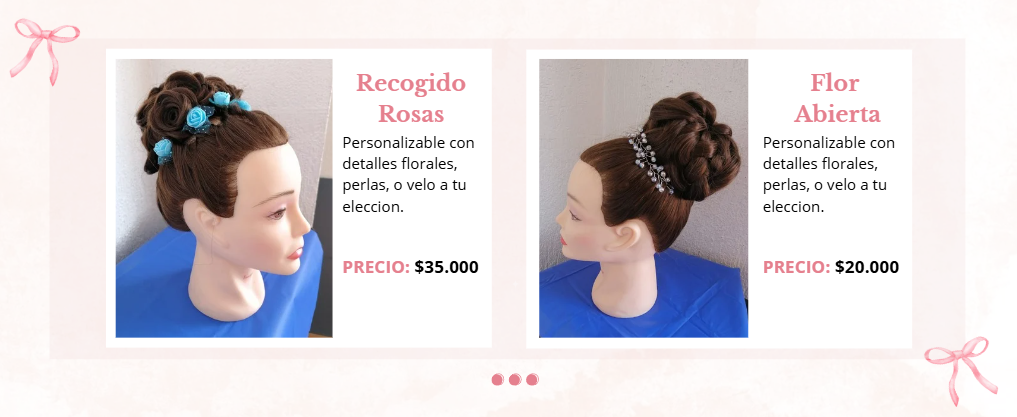 Recogido
Rosas
Personalizable con
detalles florales,
perlas, o velo a tu
eleccion.
PRECIO: $35.000
Flor
Abierta
Personalizable con
detalles florales,
perlas, o velo a tu
eleccion.
PRECIO: $20.000